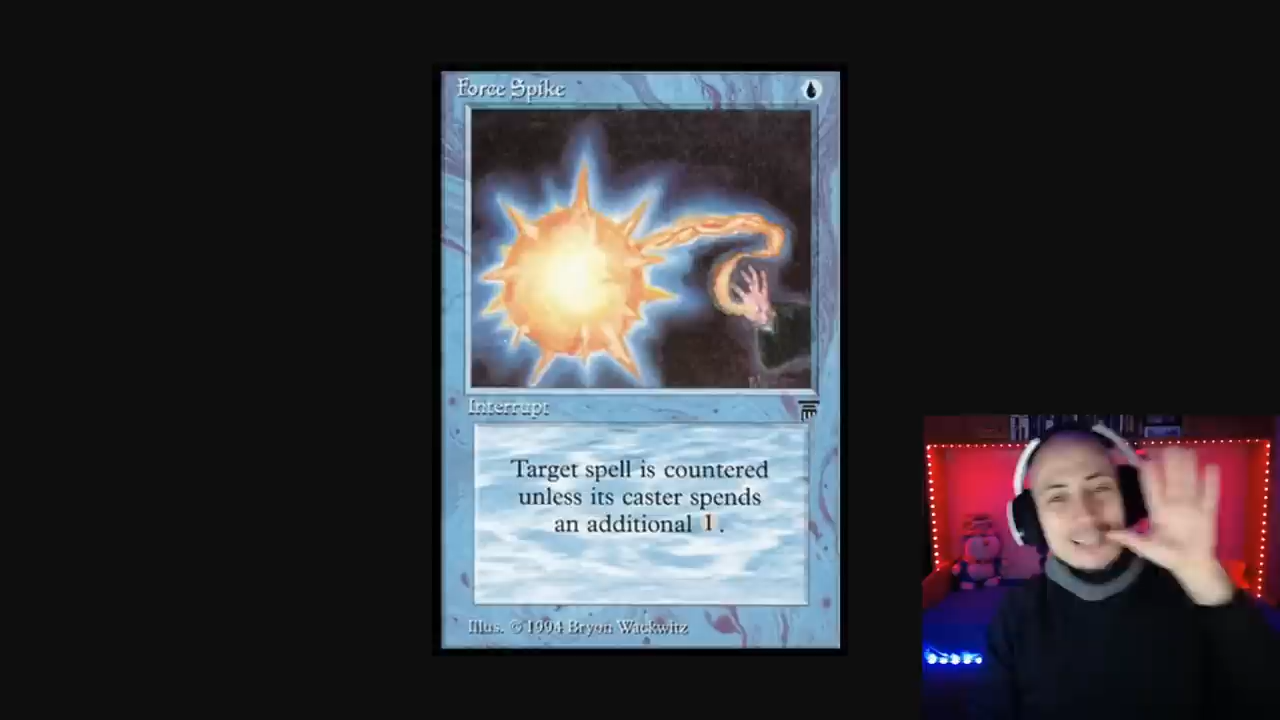 Force Spike
Interrupt
Target spell is countered
unless its caster spends
an additional 1.
Illus. © 1994 Bryon Wackwitz